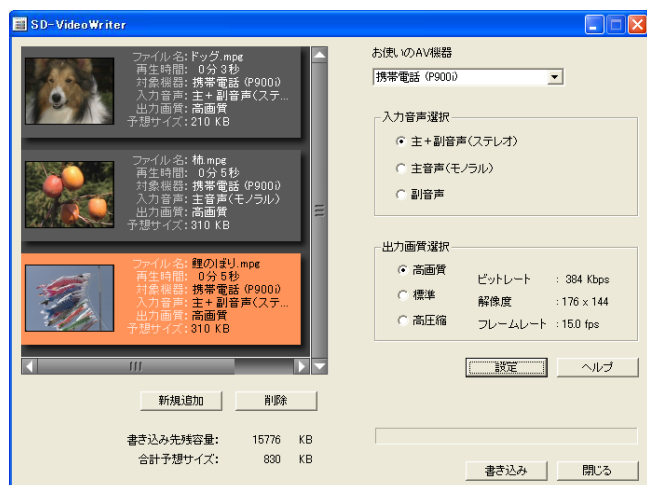 SD-VideoWriter
ファイル名:ドッグ.mpg
再生時間: 0分3秒
対象機器:携帯電話 (P900i)
入力音声:主+副音声(ステ...
出力画質:高画質
予想サイズ:210 KB
ファイル名:柿.mpg
再生時間: 0分5秒
対象機器:携帯電話 (P900i)
入力音声:主音声(モノラル)
出力画質:高画質
予想サイズ:310 KB
ファイル名:鯉のぼり.mpg
再生時間: 0分5秒
対象機器:携帯電話 (P900i)
入力音声:主+副音声(ステ...
出力画質:高画質
予想サイズ:310 KB
新規追加 削除
書き込み先残容量: 15776 KB
合計予想サイズ: 830 KB
お使いのAV機器
携帯電話 (P900i)
入力音声選択
主+副音声(ステレオ)
主音声(モノラル)
副音声
出力画質選択
高画質
標準
高圧縮
ビットレート : 384 Kbps
解像度 : 176 x 144
フレームレート : 15.0 fps
設定 ヘルプ
書き込み 閉じる